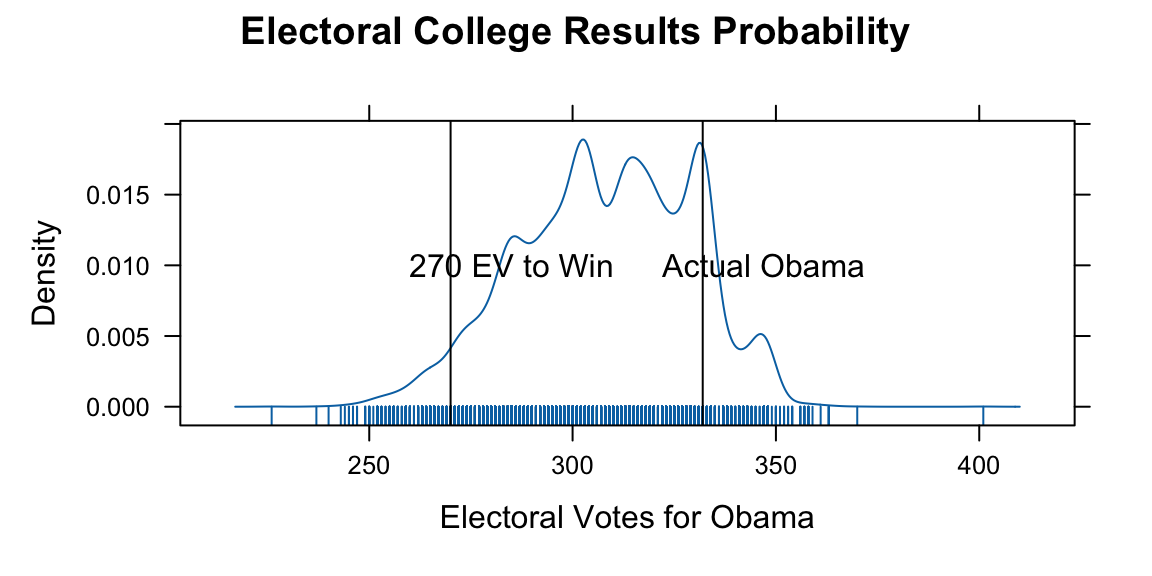 Electoral College Results Probability
Density
0.015
0.010
0.005
0.000
270 EV to Win
Actual Obama
250 300 350 400
Electoral Votes for Obama